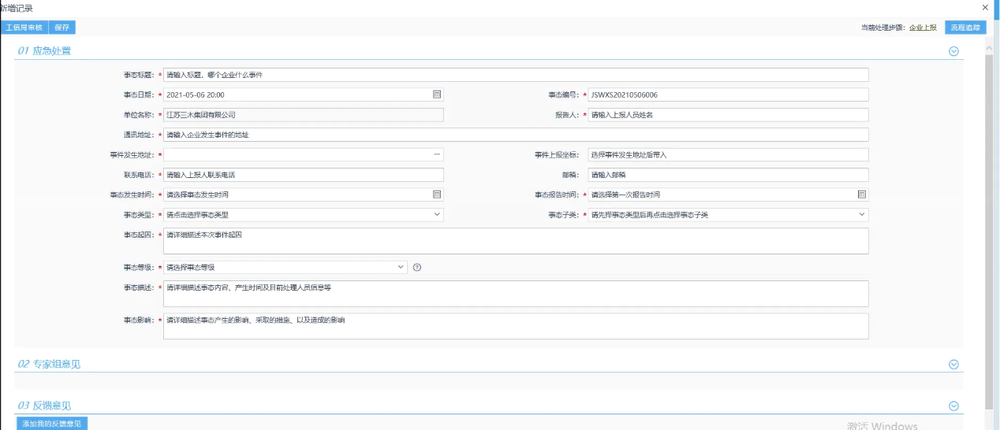 新增记录
工信局审核 保存 当前处理步骤: 企业上报 流程追踪
01 应急处置
事态标题: * 请输入标题, 哪个企业什么事件
事态日期: * 2021-05-06 20:00 事态编号: * JSWXS20210506006
单位名称: * 江苏三木集团有限公司 报告人: * 请输入上报人员姓名
通讯地址: * 请输入企业发生事件的地址
事件发生地址: * ... 事件上报坐标: 选择事件发生地址后带入
联系电话: * 请输入上报人联系电话 邮箱: 请输入邮箱
事态发生时间: * 请选择事态发生时间 事态报告时间: * 请选择第一次报告时间
事态类型: * 请点击选择事态类型 事态子类: * 请先择事态类型后再点击选择事态子类
事态起因: * 请详细描述本次事件起因
事态等级: * 请选择事态等级
事态描述: * 请详细描述事态内容、产生时间及目前处理人员信息等
事态影响: * 请详细描述事态产生的影响、采取的措施、以及造成的影响
02 专家组意见
03 反馈意见
添加我的反馈意见
激活 Windows